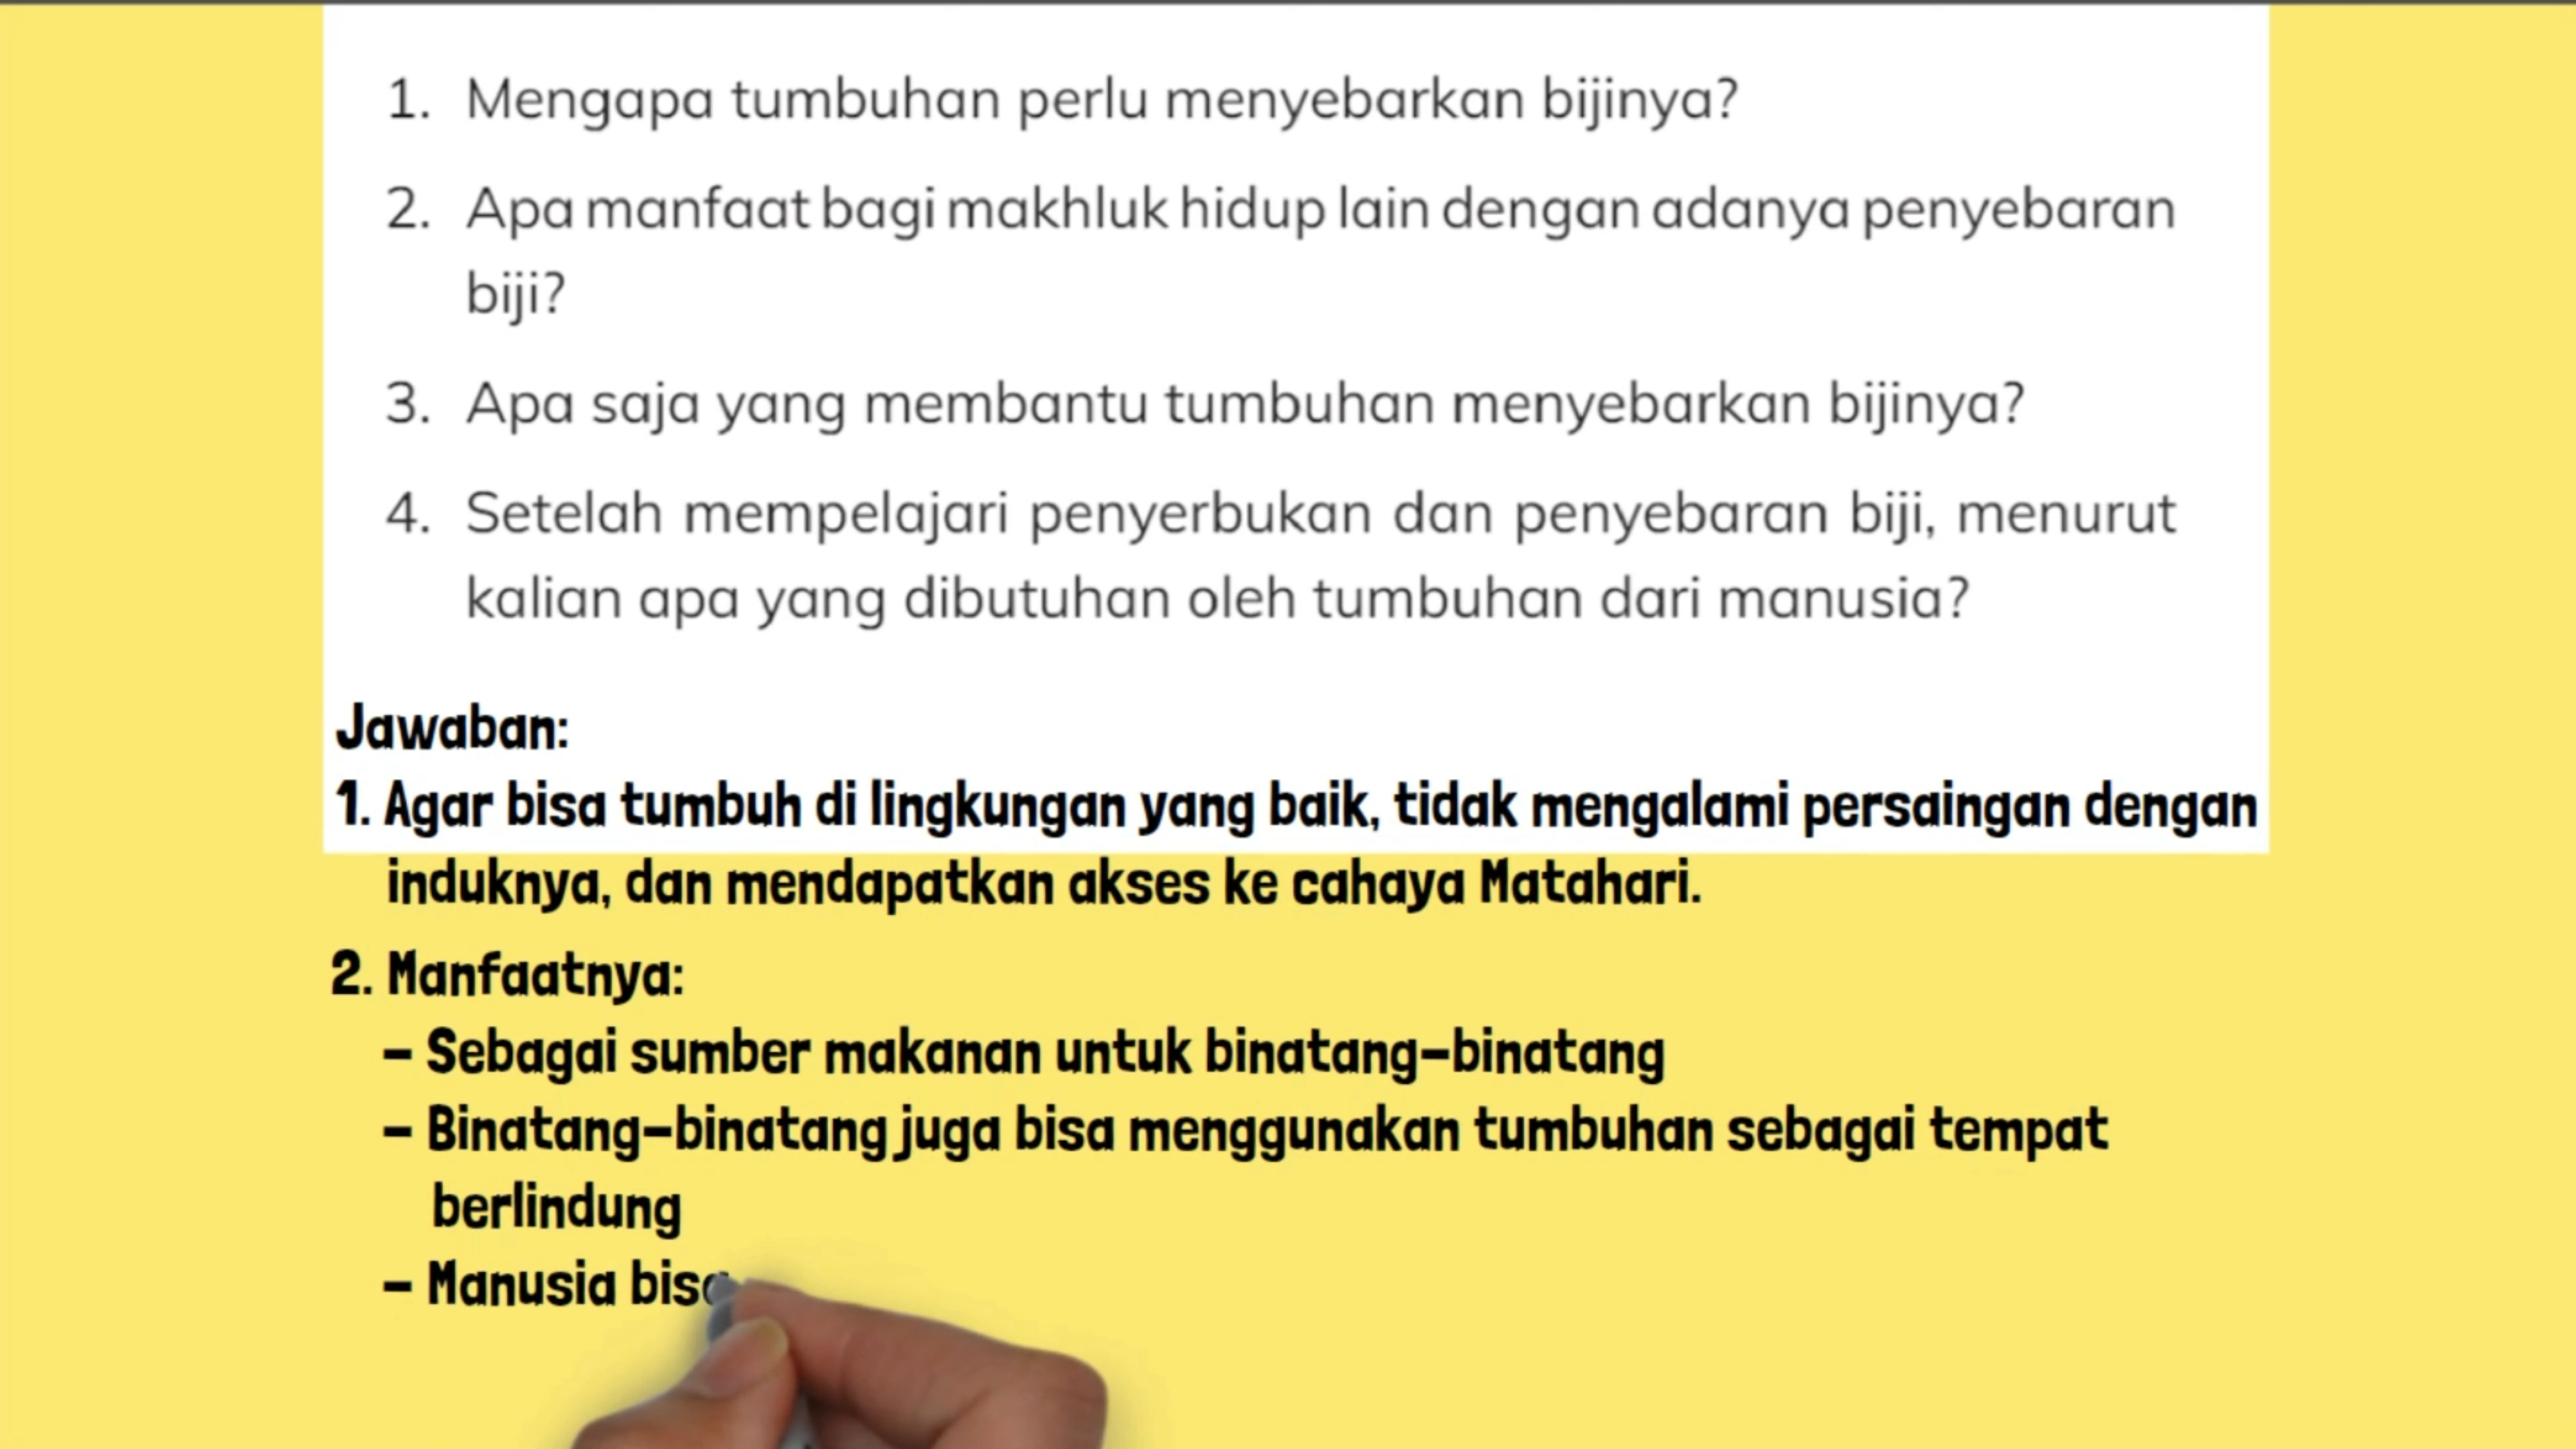 1. Mengapa tumbuhan perlu menyebarkan bijinya?
2. Apa manfaat bagi makhluk hidup lain dengan adanya penyebaran
biji?
3. Apa saja yang membantu tumbuhan menyebarkan bijinya?
4. Setelah mempelajari penyerbukan dan penyebaran biji, menurut
kalian apa yang dibutuhan oleh tumbuhan dari manusia?
Jawaban:
1. Agar bisa tumbuh di lingkungan yang baik, tidak mengalami persaingan dengan
induknya, dan mendapatkan akses ke cahaya Matahari.
2. Manfaatnya:
– Sebagai sumber makanan untuk binatang–binatang
– Binatang–binatang juga bisa menggunakan tumbuhan sebagai tempat
berlindung
– Manusia bisa